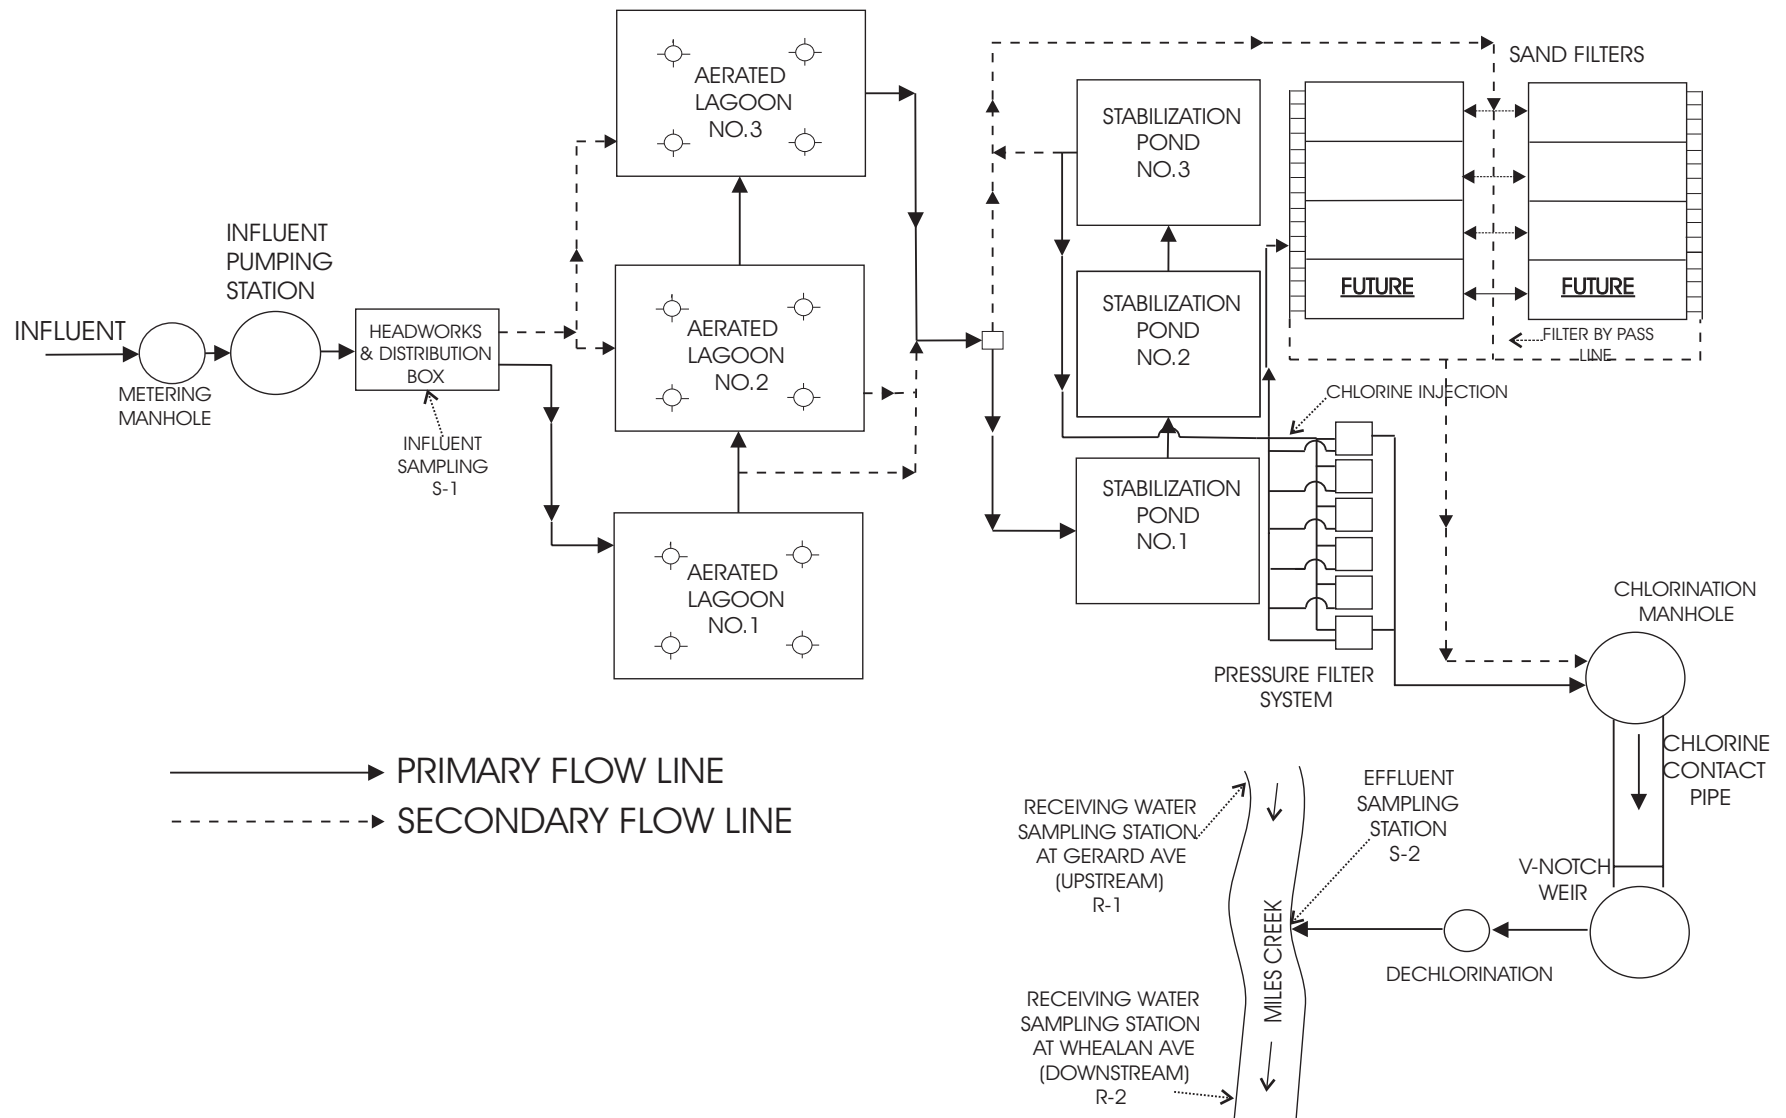 INFLUENT
METERING
MANHOLE
INFLUENT
PUMPING
STATION
HEADWORKS
& DISTRIBUTION
BOX
INFLUENT
SAMPLING
S-1
AERATED
LAGOON
NO.3
AERATED
LAGOON
NO.2
AERATED
LAGOON
NO.1
STABILIZATION
POND
NO.3
STABILIZATION
POND
NO.2
STABILIZATION
POND
NO.1
SAND FILTERS
FUTURE
FUTURE
FILTER BY PASS
LINE
CHLORINE INJECTION
PRESSURE FILTER
SYSTEM
CHLORINATION
MANHOLE
CHLORINE
CONTACT
PIPE
V-NOTCH
WEIR
DECHLORINATION
EFFLUENT
SAMPLING
STATION
S-2
RECEIVING WATER
SAMPLING STATION
AT GERARD AVE
(UPSTREAM)
R-1
MILES CREEK
RECEIVING WATER
SAMPLING STATION
AT WHEALAN AVE
(DOWNSTREAM)
R-2
PRIMARY FLOW LINE
SECONDARY FLOW LINE